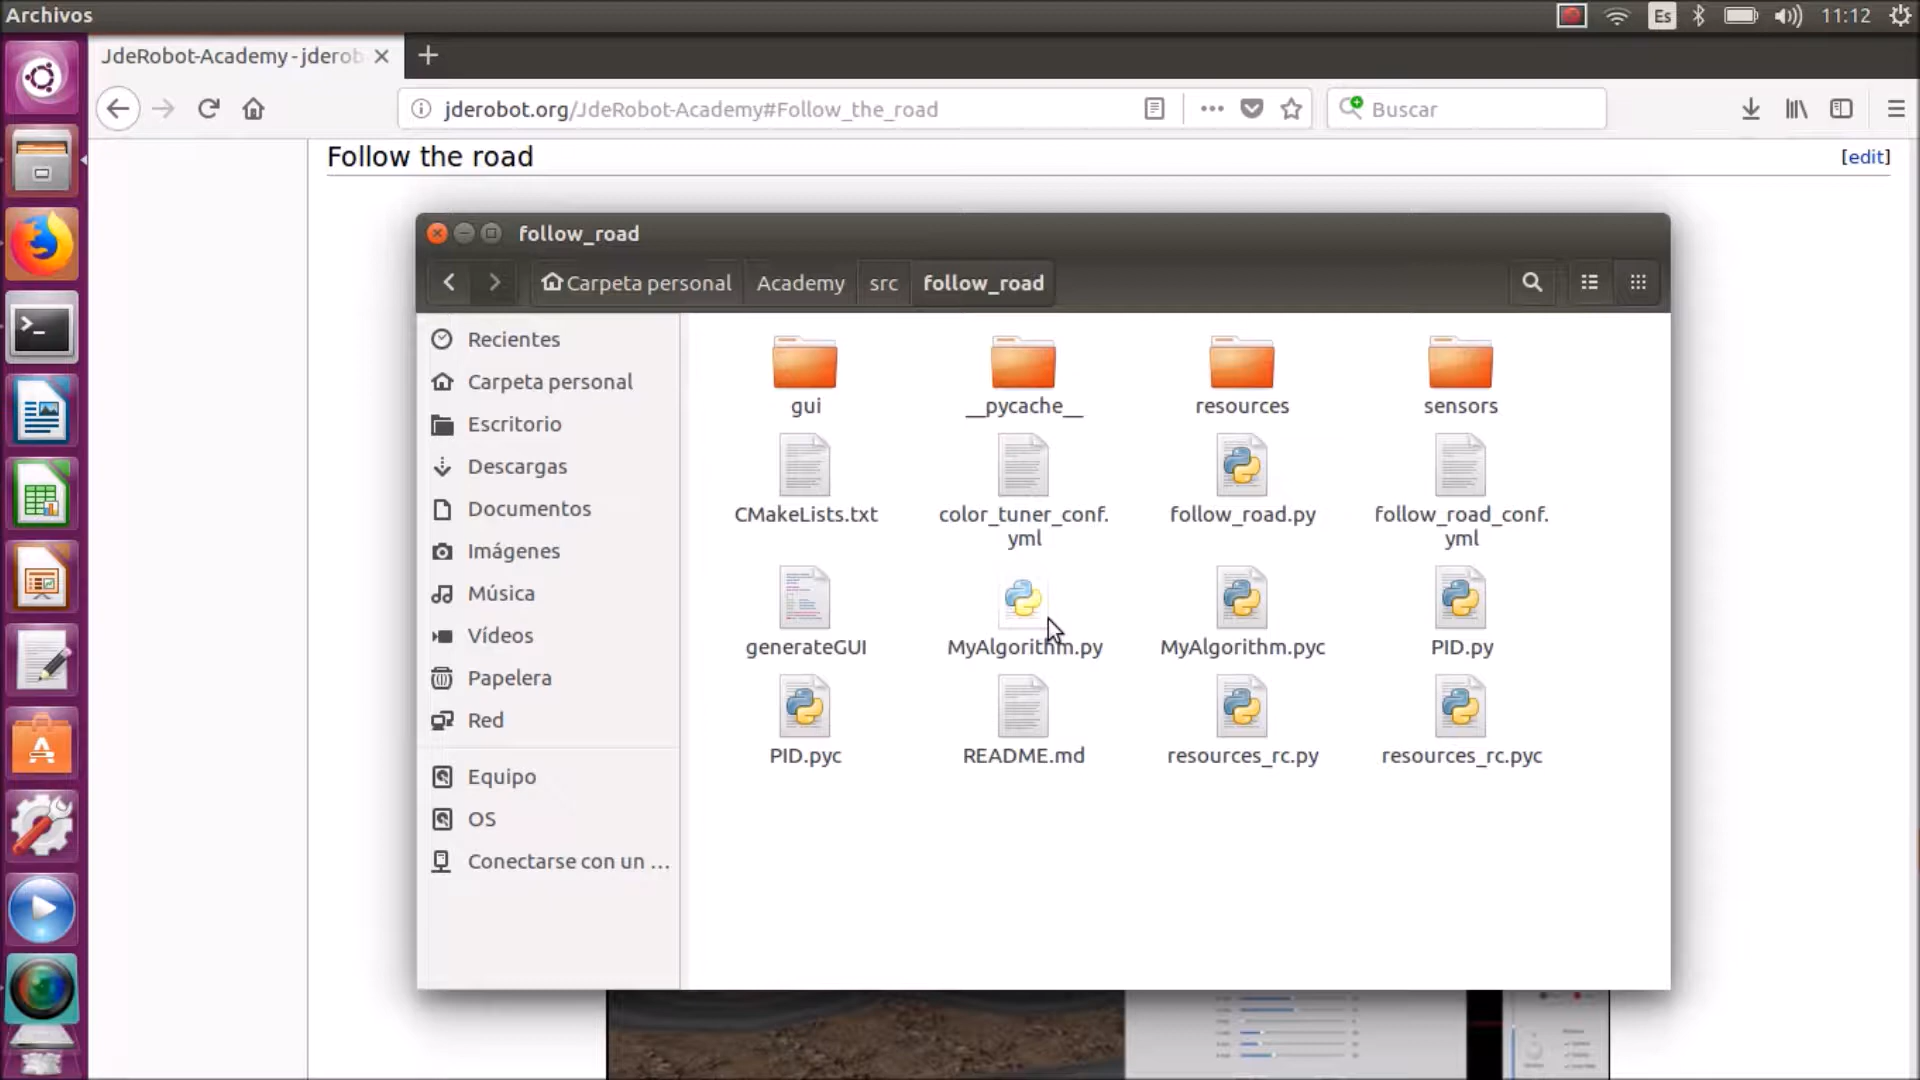 Archivos
Es
11:12
JdeRobot-Academy - jderob
jderobot.org/JdeRobot-Academy#Follow_the_road
Buscar
Follow the road
[edit]
follow_road
Carpeta personal
Academy
src
follow_road
Recientes
Carpeta personal
Escritorio
Descargas
Documentos
Imágenes
Música
Vídeos
Papelera
Red
Equipo
OS
Conectarse con un ...
gui
__pycache__
resources
sensors
CMakeLists.txt
color_tuner_conf.
yml
follow_road.py
follow_road_conf.
yml
generateGUI
MyAlgorithm.py
MyAlgorithm.pyc
PID.py
PID.pyc
README.md
resources_rc.py
resources_rc.pyc